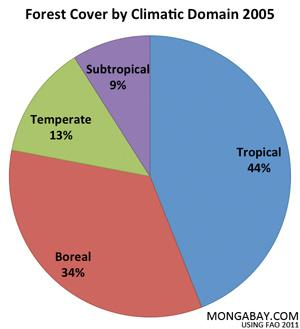 Forest Cover by Climatic Domain 2005
Subtropical
9%
Temperate
13%
Tropical
44%
Boreal
34%
MONGABAY.COM
USING FAO 2011